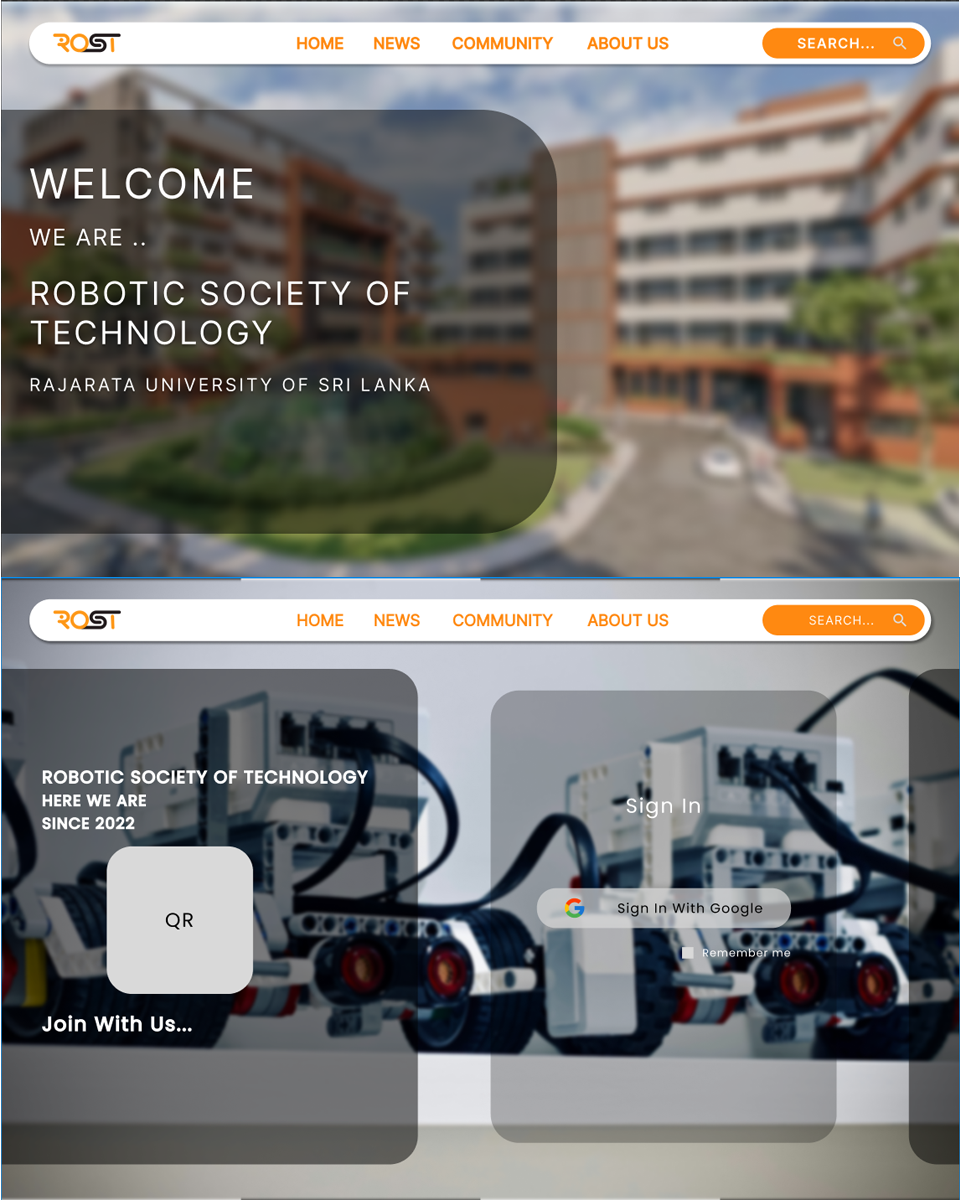 ROST
HOME NEWS COMMUNITY ABOUT US SEARCH...
WELCOME
WE ARE ..
ROBOTIC SOCIETY OF
TECHNOLOGY
RAJARATA UNIVERSITY OF SRI LANKA
ROST
HOME NEWS COMMUNITY ABOUT US SEARCH...
ROBOTIC SOCIETY OF TECHNOLOGY
HERE WE ARE
SINCE 2022
QR
Join With Us...
Sign In
Sign In With Google
Remember me